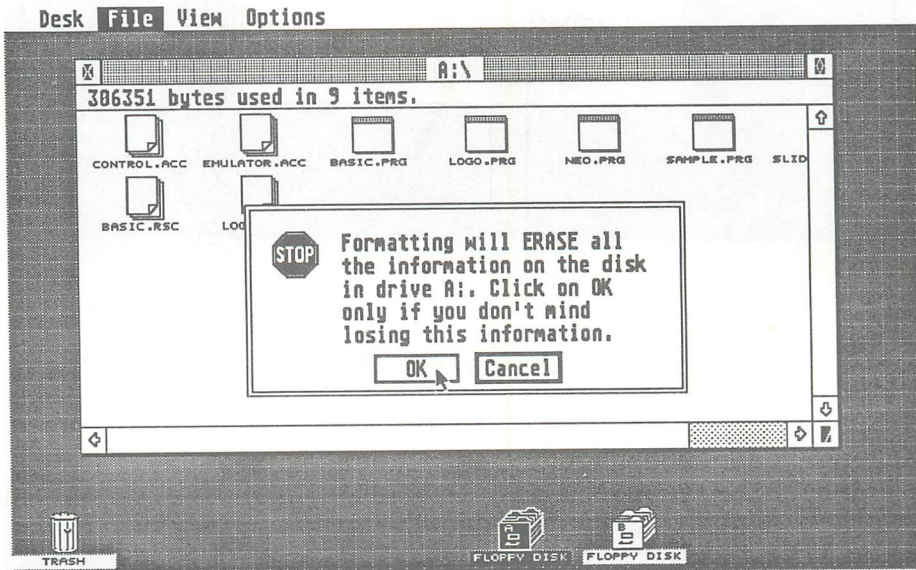 Desk File View Options
A:\
306351 bytes used in 9 items.
CONTROL.ACC EMULATOR.ACC BASIC.PRG LOGO.PRG NEO.PRG SAMPLE.PRG SLID
BASIC.RSC LOG
STOP
Formatting will ERASE all
the information on the disk
in drive A:. Click on OK
only if you don't mind
losing this information.
OK Cancel
A B
TRASH FLOPPY DISK FLOPPY DISK